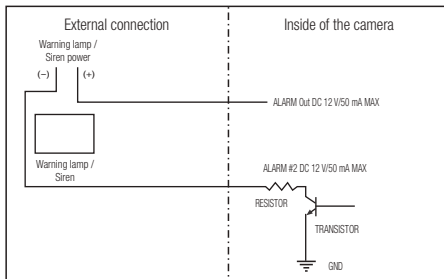 External connection
Inside of the camera
Warning lamp /
Siren power
(−)
(+)
ALARM Out DC 12 V/50 mA MAX
Warning lamp /
Siren
ALARM #2 DC 12 V/50 mA MAX
RESISTOR
TRANSISTOR
GND